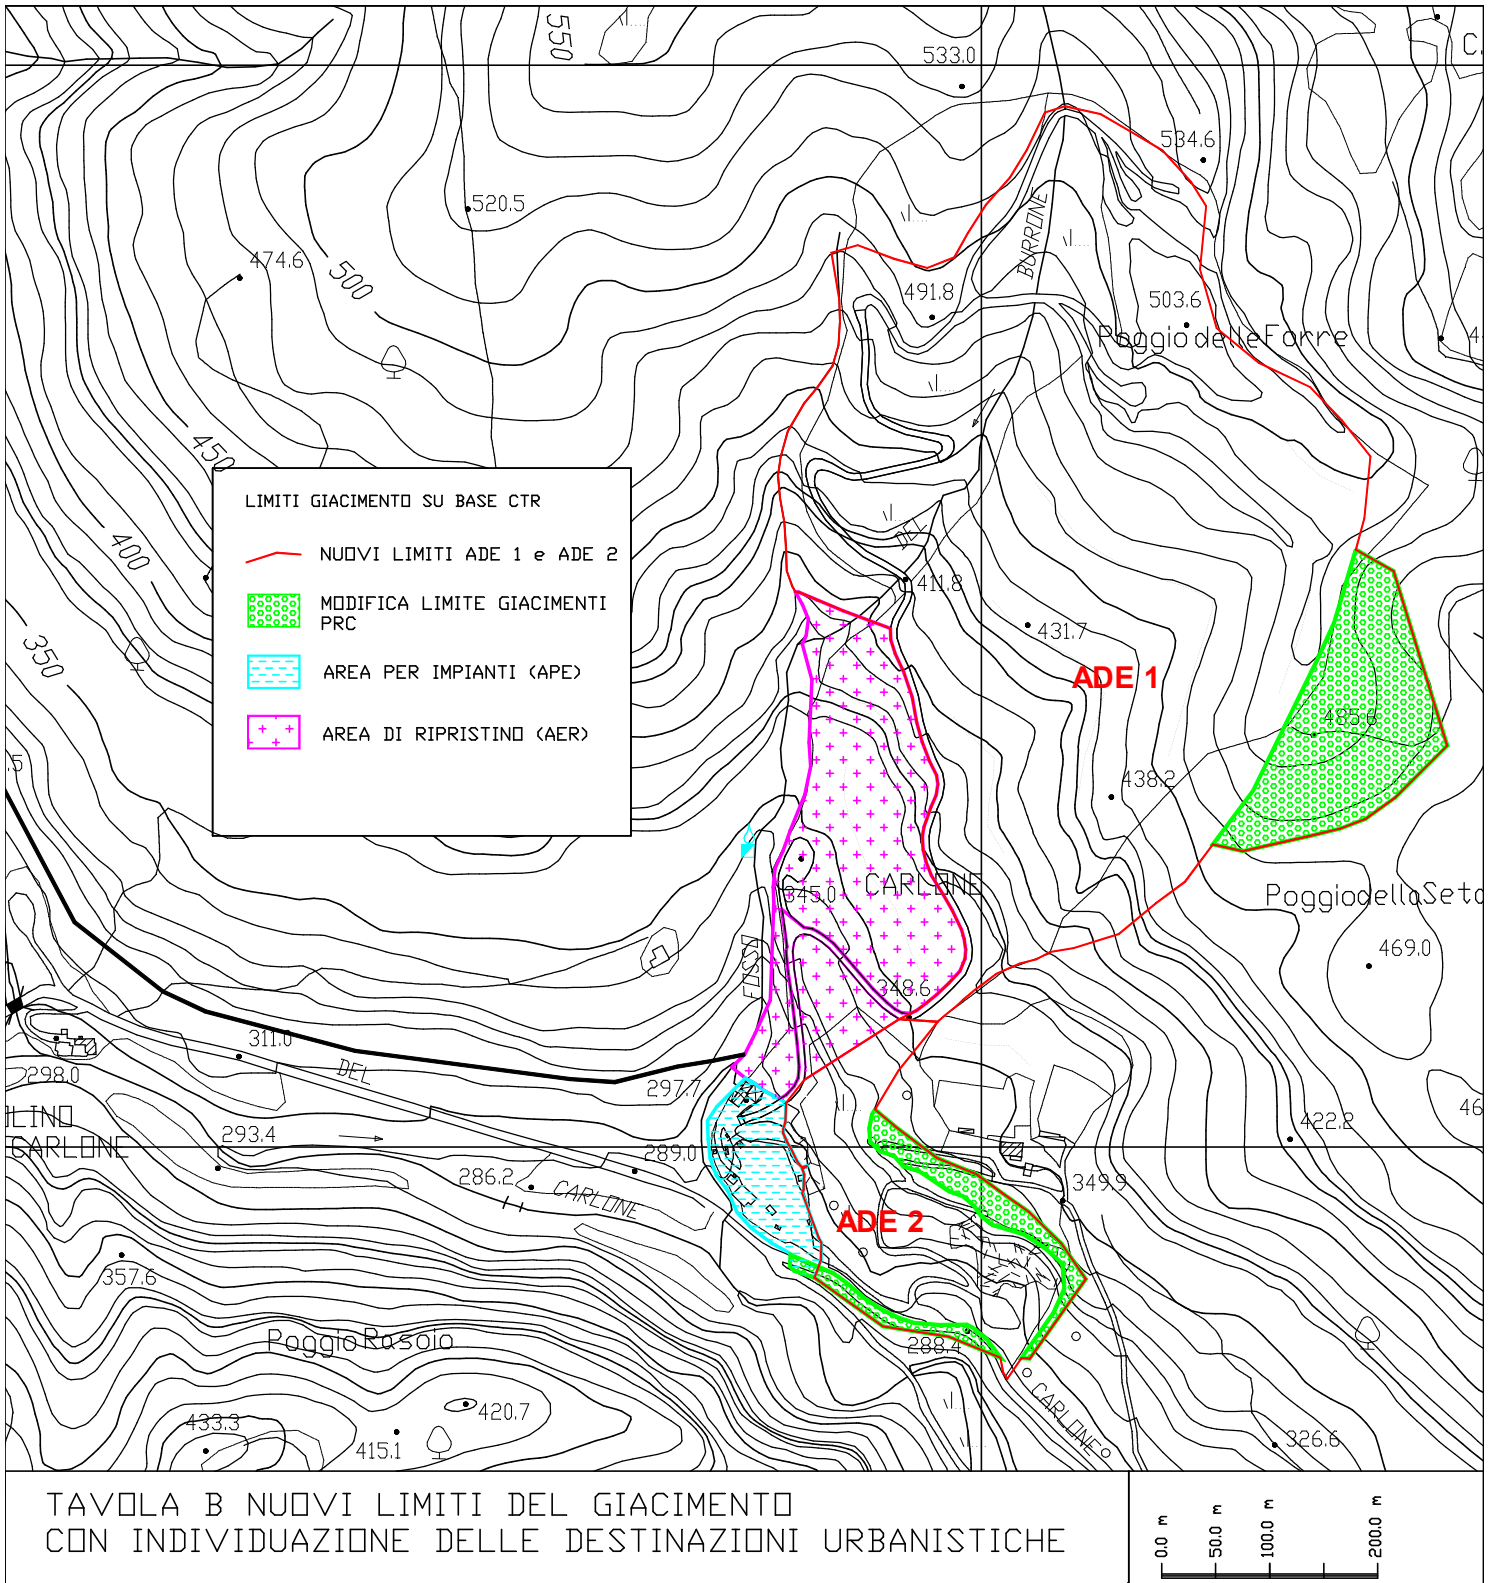 550
533.0
534.6
520.5
474.6
500
BURRONE
491.8
503.6
Poggio delle Forre
450
LIMITI GIACIMENTO SU BASE CTR
NUOVI LIMITI ADE 1 e ADE 2
MODIFICA LIMITE GIACIMENTI
PRC
AREA PER IMPIANTI (APE)
AREA DI RIPRISTINO (AER)
400
350
DEL
411.8
431.7
ADE 1
485.6
438.2
.5
345.0
CARLONE
Poggio della Seta
469.0
FOSSO
348.6
311.0
DEL
298.0
297.7
ILINO
CARLONE
293.4
289.0
286.2
CARLONE
422.2
46
349.9
ADE 2
357.6
Poggio Rasoio
288.4
CARLONE
420.7
433.3
415.1
326.6
TAVOLA B NUOVI LIMITI DEL GIACIMENTO
CON INDIVIDUAZIONE DELLE DESTINAZIONI URBANISTICHE
0.0 m
50.0 m
100.0 m
200.0 m